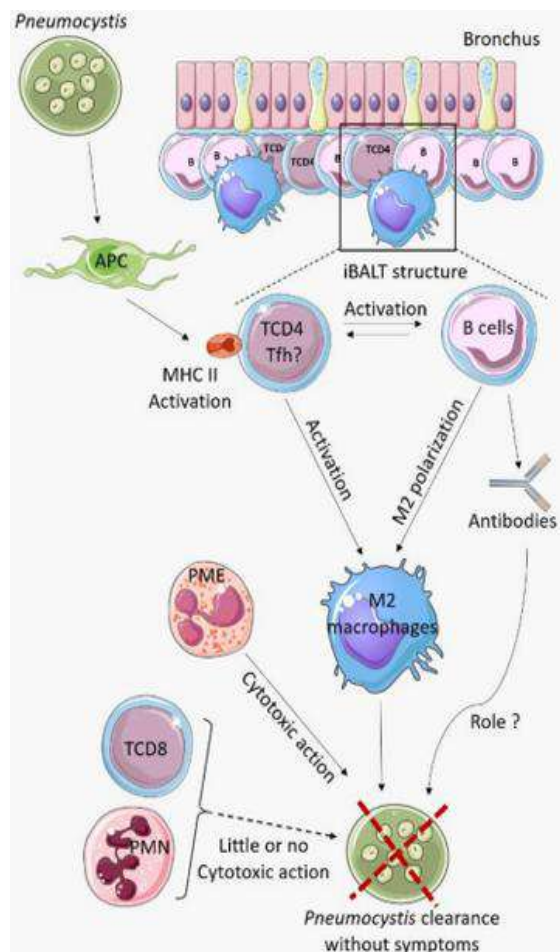 Pneumocystis
Bronchus
B
B
TCD4
TCD4
B
TCD4
B
B
B
iBALT structure
APC
MHC II
Activation
TCD4
Tfh?
Activation
B cells
Activation
M2 polarization
Antibodies
PME
M2
macrophages
Cytotoxic action
Role ?
TCD8
PMN
Little or no
Cytotoxic action
Pneumocystis clearance
without symptoms